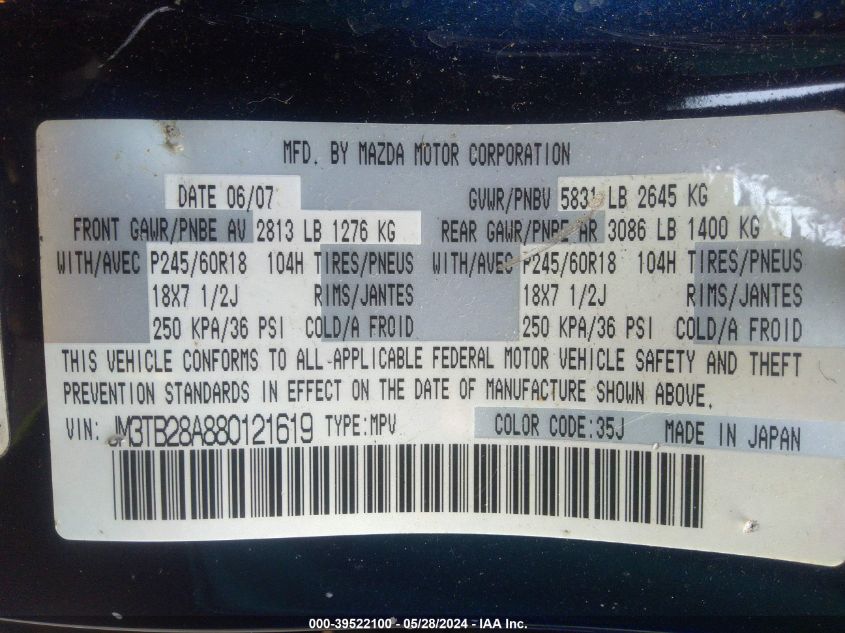 MFD. BY MAZDA MOTOR CORPORATION
DATE 06/07 GVWR/PNBV 5831 LB 2645 KG
FRONT GAWR/PNBE AV 2813 LB 1276 KG REAR GAWR/PNBE AR 3086 LB 1400 KG
WITH/AVEC P245/60R18 104H TIRES/PNEUS WITH/AVEC P245/60R18 104H TIRES/PNEUS
18X7 1/2J RIMS/JANTES 18X7 1/2J RIMS/JANTES
250 KPA/36 PSI COLD/A FROID 250 KPA/36 PSI COLD/A FROID
THIS VEHICLE CONFORMS TO ALL APPLICABLE FEDERAL MOTOR VEHICLE SAFETY AND THEFT
PREVENTION STANDARDS IN EFFECT ON THE DATE OF MANUFACTURE SHOWN ABOVE.
VIN: JM3TB28A880121619 TYPE:MPV COLOR CODE:35J MADE IN JAPAN
000-39522100 - 05/28/2024 - IAA Inc.